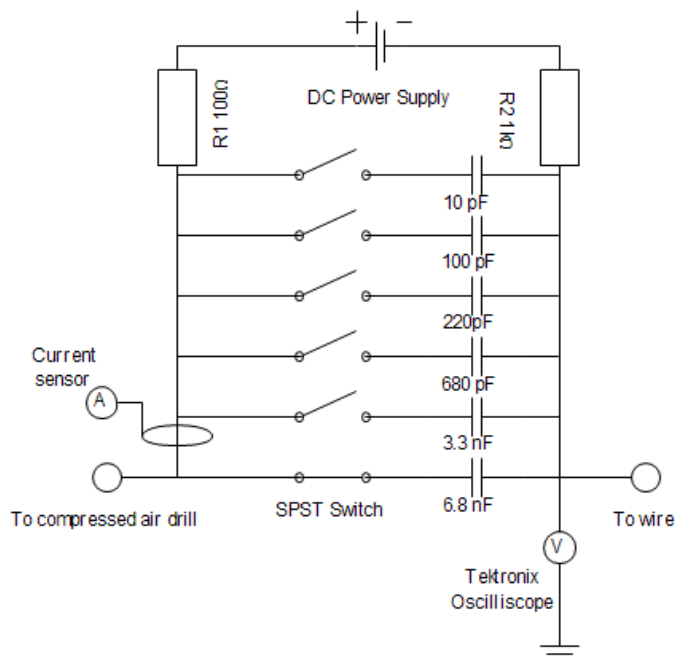 + −
DC Power Supply
R1 100Ω
R2 1kΩ
10 pF
100 pF
220pF
680 pF
3.3 nF
6.8 nF
Current
sensor
A
To compressed air drill
SPST Switch
To wire
V
Tektronix
Oscilliscope